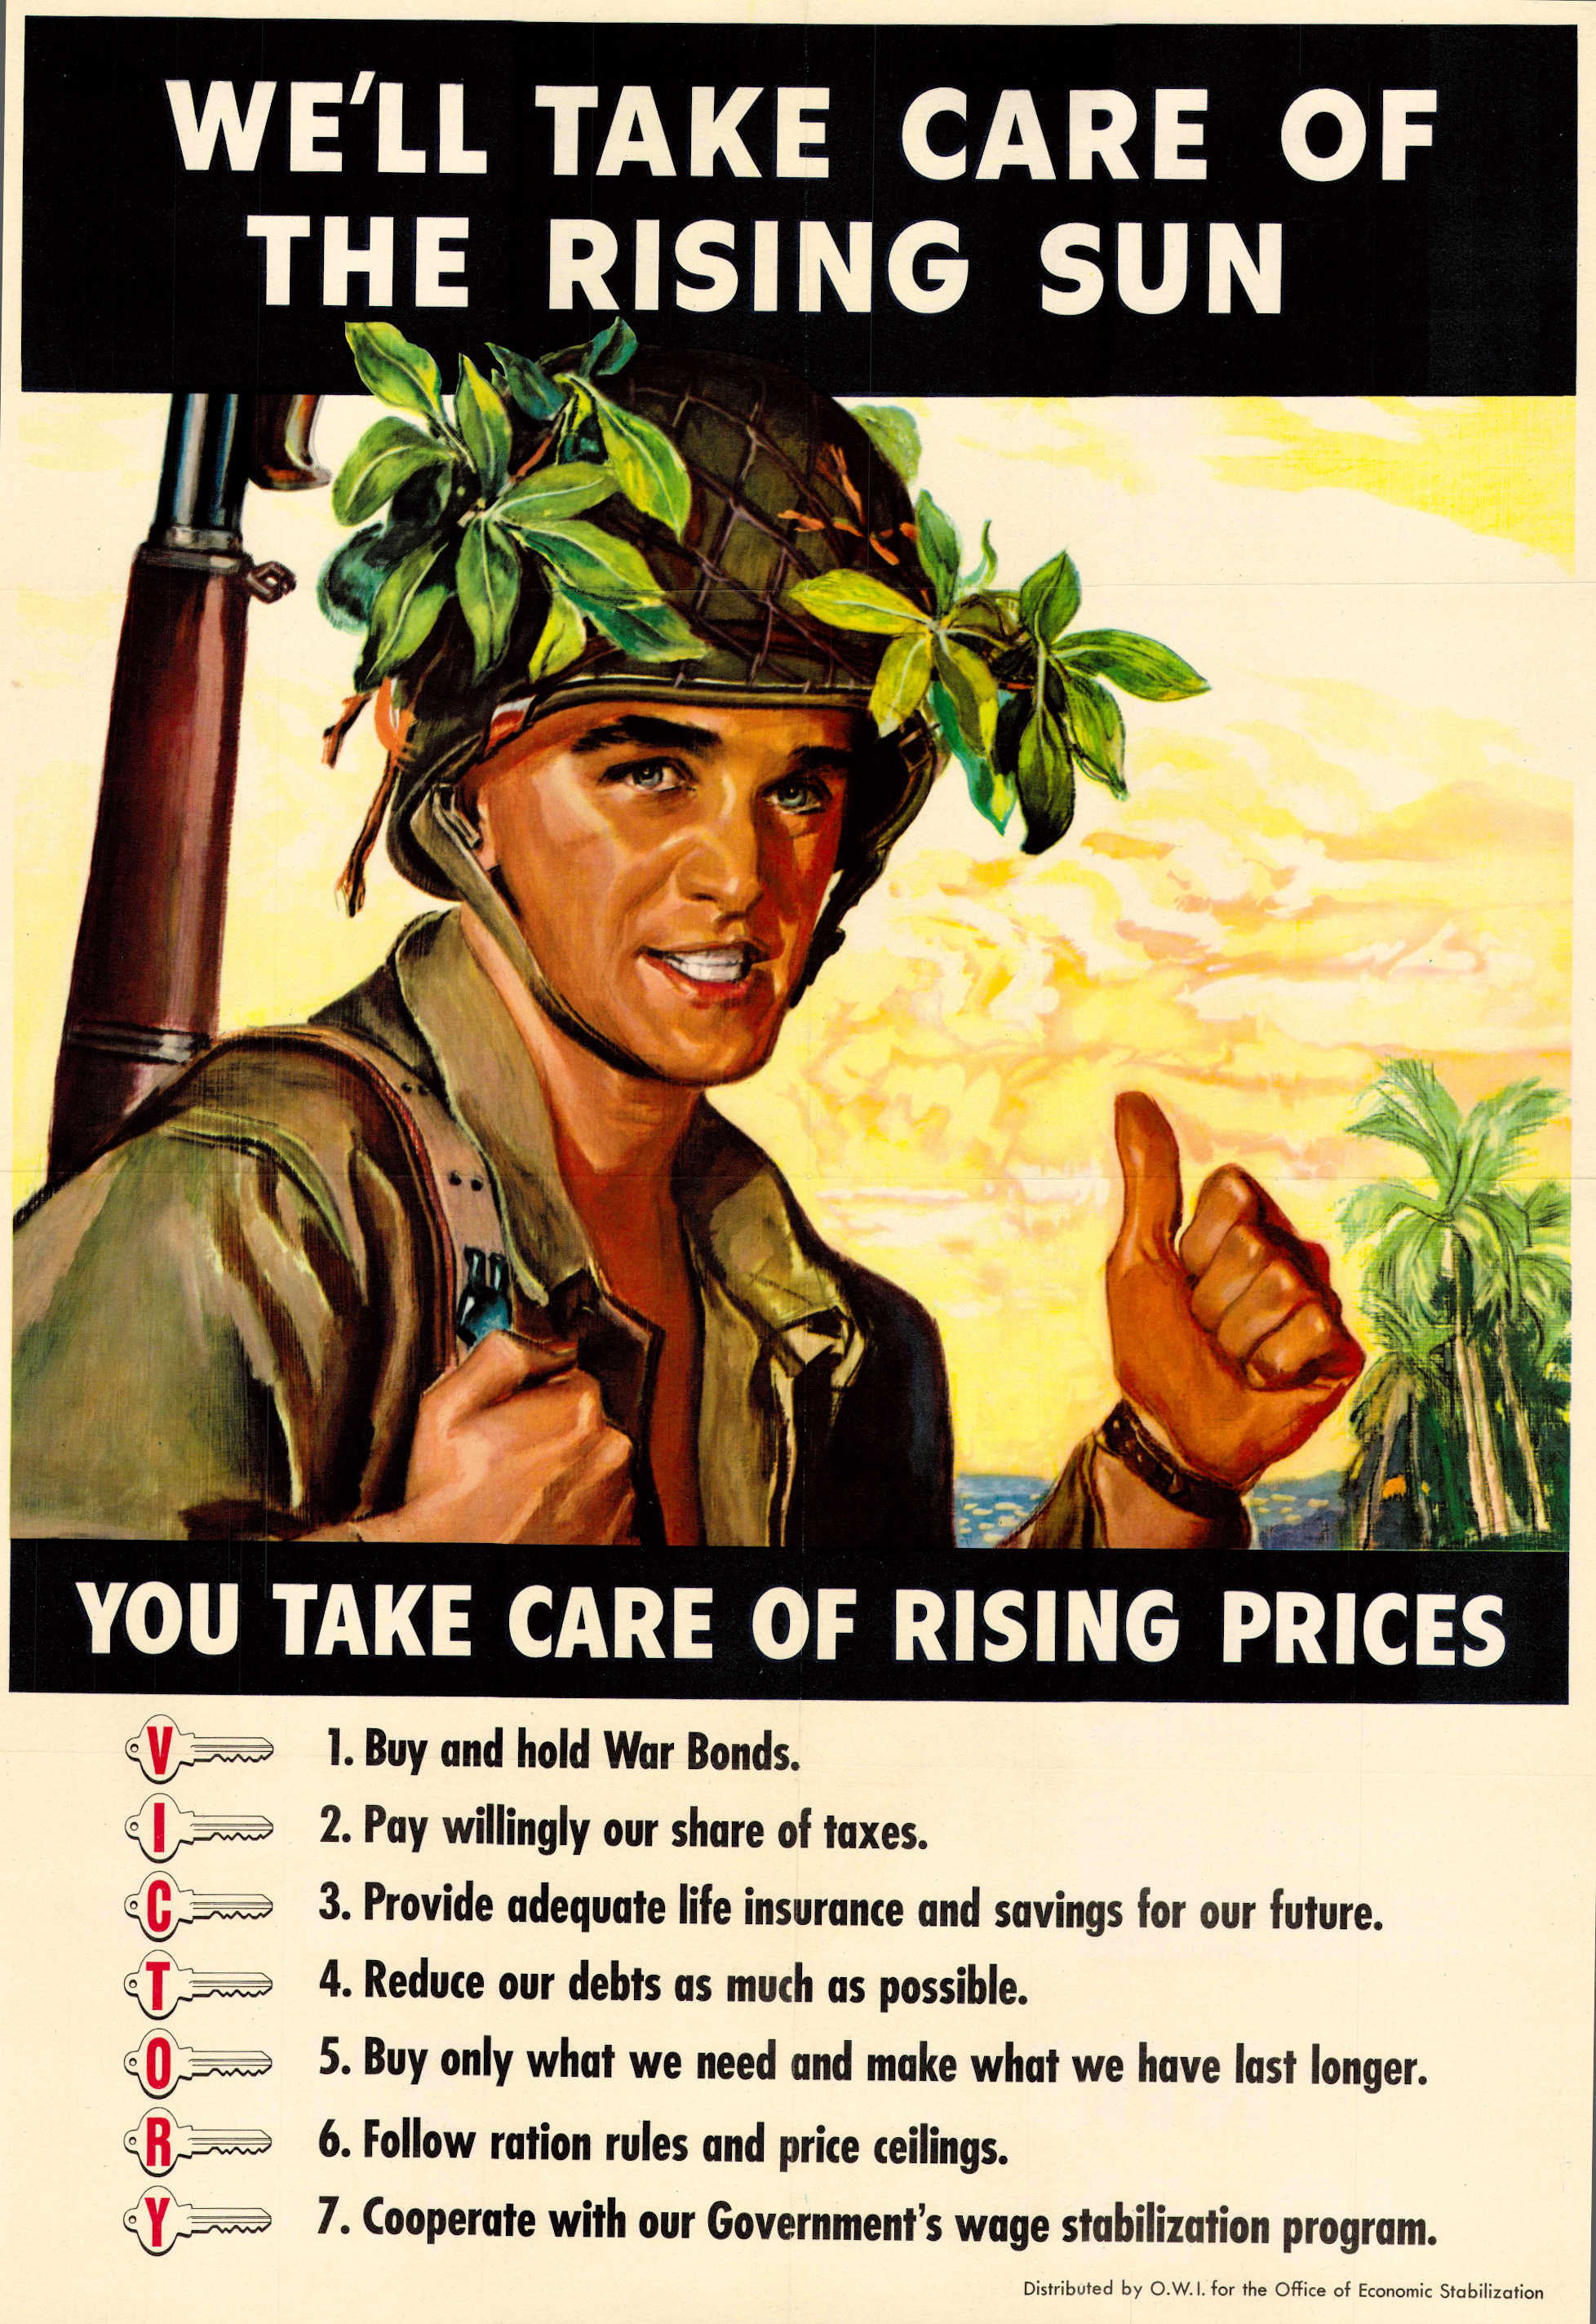 WE'LL TAKE CARE OF
THE RISING SUN
YOU TAKE CARE OF RISING PRICES
V 1. Buy and hold War Bonds.
I 2. Pay willingly our share of taxes.
C 3. Provide adequate life insurance and savings for our future.
T 4. Reduce our debts as much as possible.
O 5. Buy only what we need and make what we have last longer.
R 6. Follow ration rules and price ceilings.
Y 7. Cooperate with our Government's wage stabilization program.
Distributed by O.W.I. for the Office of Economic Stabilization